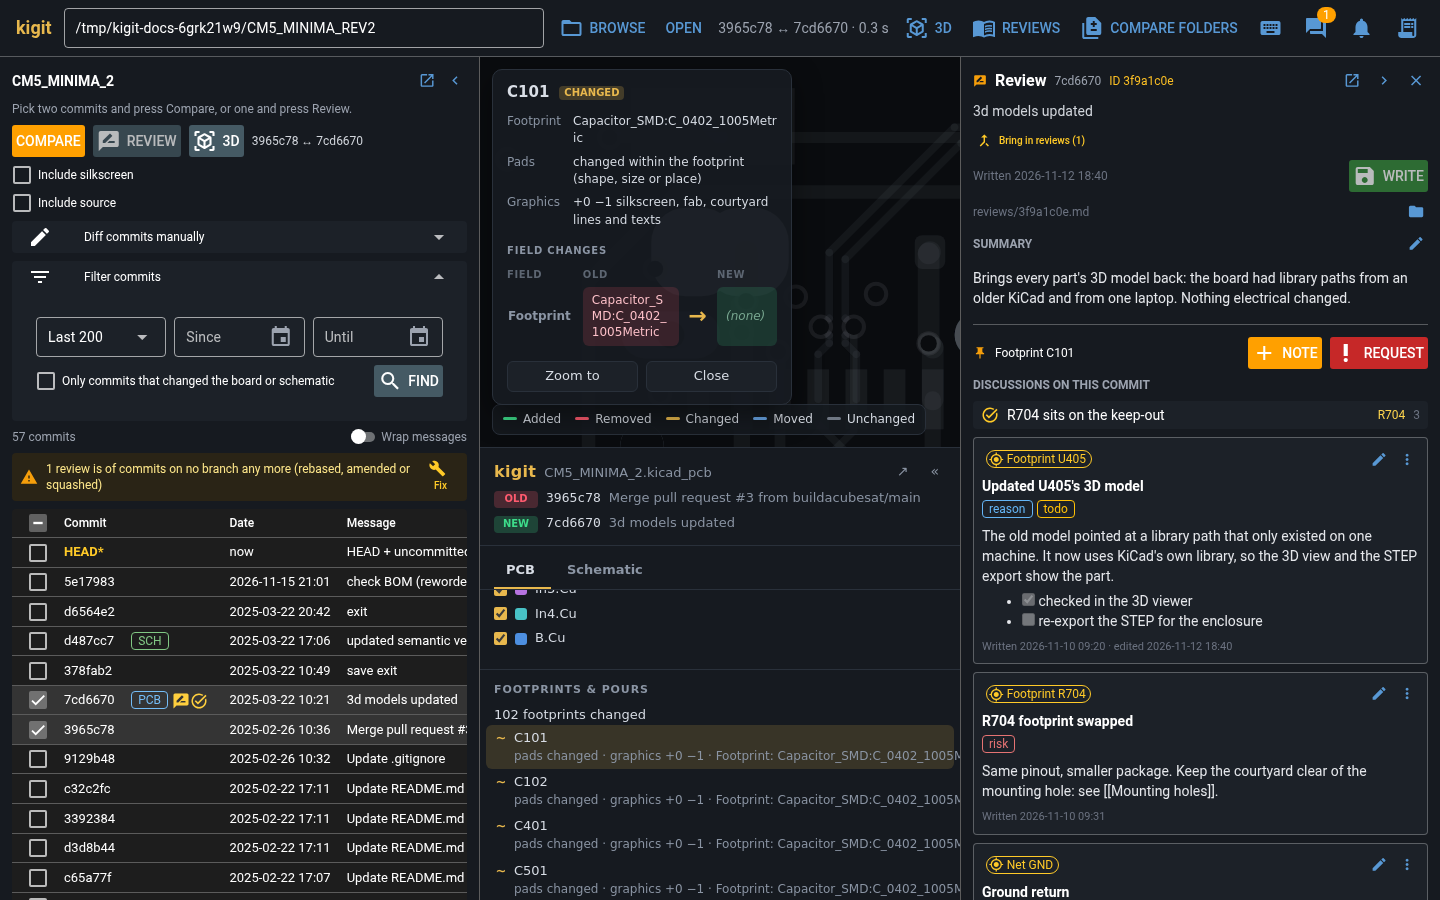 kigit
/tmp/kigit-docs-6grk21w9/CM5_MINIMA_REV2
BROWSE
OPEN
3965c78 ↔ 7cd6670 · 0.3 s
3D
REVIEWS
COMPARE FOLDERS
1
CM5_MINIMA_2
Pick two commits and press Compare, or one and press Review.
COMPARE
REVIEW
3D
3965c78 ↔ 7cd6670
Include silkscreen
Include source
Diff commits manually
Filter commits
Last 200
Since
Until
Only commits that changed the board or schematic
FIND
57 commits
Wrap messages
1 review is of commits on no branch any more (rebased, amended or
squashed)
Fix
Commit Date Message
HEAD* now HEAD + uncommitted
5e17983 2026-11-15 21:01 check BOM (reworde
d6564e2 2025-03-22 20:42 exit
d487cc7 SCH 2025-03-22 17:06 updated semantic ve
378fab2 2025-03-22 10:49 save exit
7cd6670 PCB 2025-03-22 10:21 3d models updated
3965c78 2025-02-26 10:36 Merge pull request #3
9129b48 2025-02-26 10:32 Update .gitignore
c32c2fc 2025-02-22 17:11 Update README.md
3392384 2025-02-22 17:11 Update README.md
d3d8b44 2025-02-22 17:11 Update README.md
c65a77f 2025-02-22 17:07 Update README.md
C101 CHANGED
Footprint Capacitor_SMD:C_0402_1005Metr
ic
Pads changed within the footprint
(shape, size or place)
Graphics +0 −1 silkscreen, fab, courtyard
lines and texts
FIELD CHANGES
FIELD OLD NEW
Footprint Capacitor_S
MD:C_0402_
1005Metric → (none)
Zoom to
Close
Added
Removed
Changed
Moved
Unchanged
kigit CM5_MINIMA_2.kicad_pcb ↗ «
OLD 3965c78 Merge pull request #3 from buildacubesat/main
NEW 7cd6670 3d models updated
PCB
Schematic
In3.Cu
In4.Cu
B.Cu
FOOTPRINTS & POURS
102 footprints changed
~ C101
pads changed · graphics +0 −1 · Footprint: Capacitor_SMD:C_0402_1005M
~ C102
pads changed · graphics +0 −1 · Footprint: Capacitor_SMD:C_0402_1005M
~ C401
pads changed · graphics +0 −1 · Footprint: Capacitor_SMD:C_0402_1005M
~ C501
pads changed · graphics +0 −1 · Footprint: Capacitor_SMD:C_0402_1005M
Review 7cd6670 ID 3f9a1c0e
3d models updated
Bring in reviews (1)
Written 2026-11-12 18:40
WRITE
reviews/3f9a1c0e.md
SUMMARY
Brings every part's 3D model back: the board had library paths from an
older KiCad and from one laptop. Nothing electrical changed.
Footprint C101
NOTE
REQUEST
DISCUSSIONS ON THIS COMMIT
R704 sits on the keep-out R704 3
Footprint U405
Updated U405's 3D model
reason todo
The old model pointed at a library path that only existed on one
machine. It now uses KiCad's own library, so the 3D view and the STEP
export show the part.
• checked in the 3D viewer
• re-export the STEP for the enclosure
Written 2026-11-10 09:20 · edited 2026-11-12 18:40
Footprint R704
R704 footprint swapped
risk
Same pinout, smaller package. Keep the courtyard clear of the
mounting hole: see [[Mounting holes]].
Written 2026-11-10 09:31
Net GND
Ground return